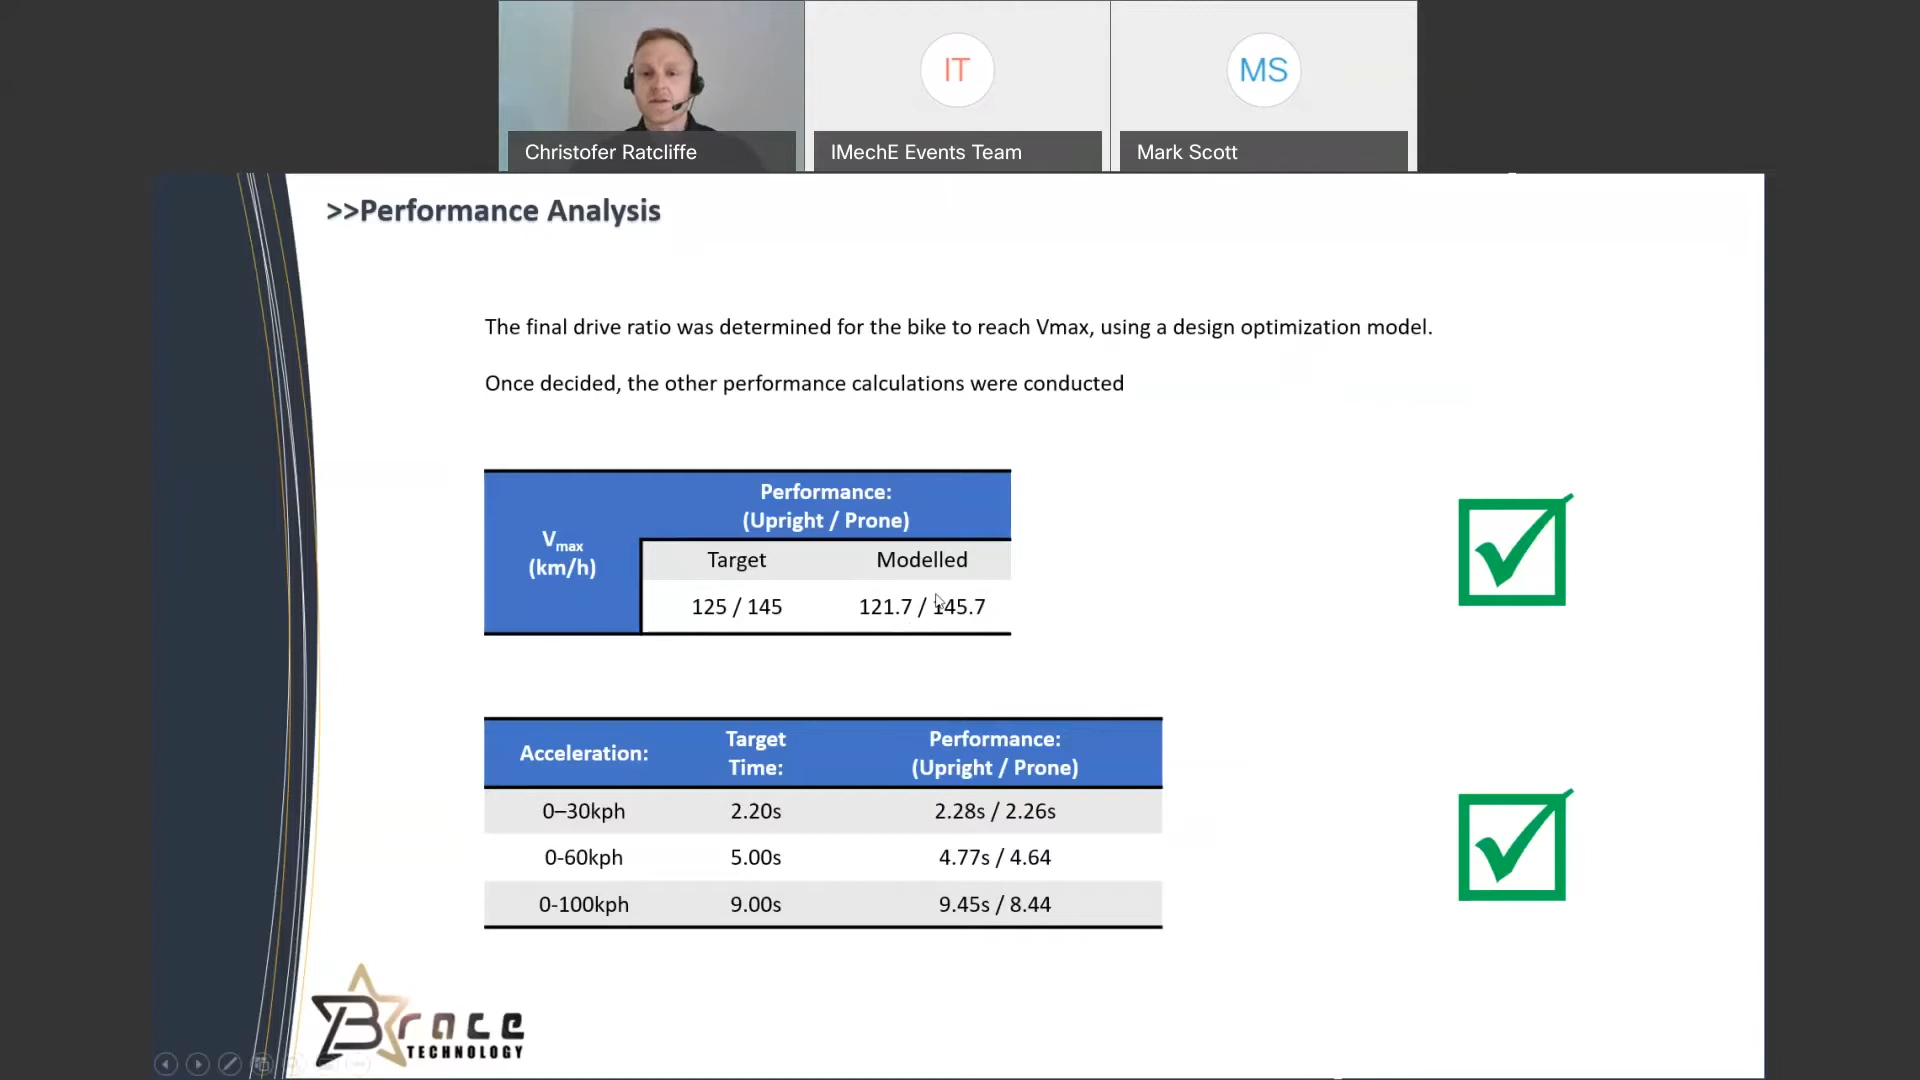 IT
MS
Christofer Ratcliffe
IMechE Events Team
Mark Scott
>>Performance Analysis
The final drive ratio was determined for the bike to reach Vmax, using a design optimization model.
Once decided, the other performance calculations were conducted
Vmax
(km/h)
Performance:
(Upright / Prone)
Target Modelled
125 / 145 121.7 / 145.7
Acceleration: Target Time: Performance: (Upright / Prone)
0–30kph 2.20s 2.28s / 2.26s
0-60kph 5.00s 4.77s / 4.64
0-100kph 9.00s 9.45s / 8.44
Brace
TECHNOLOGY